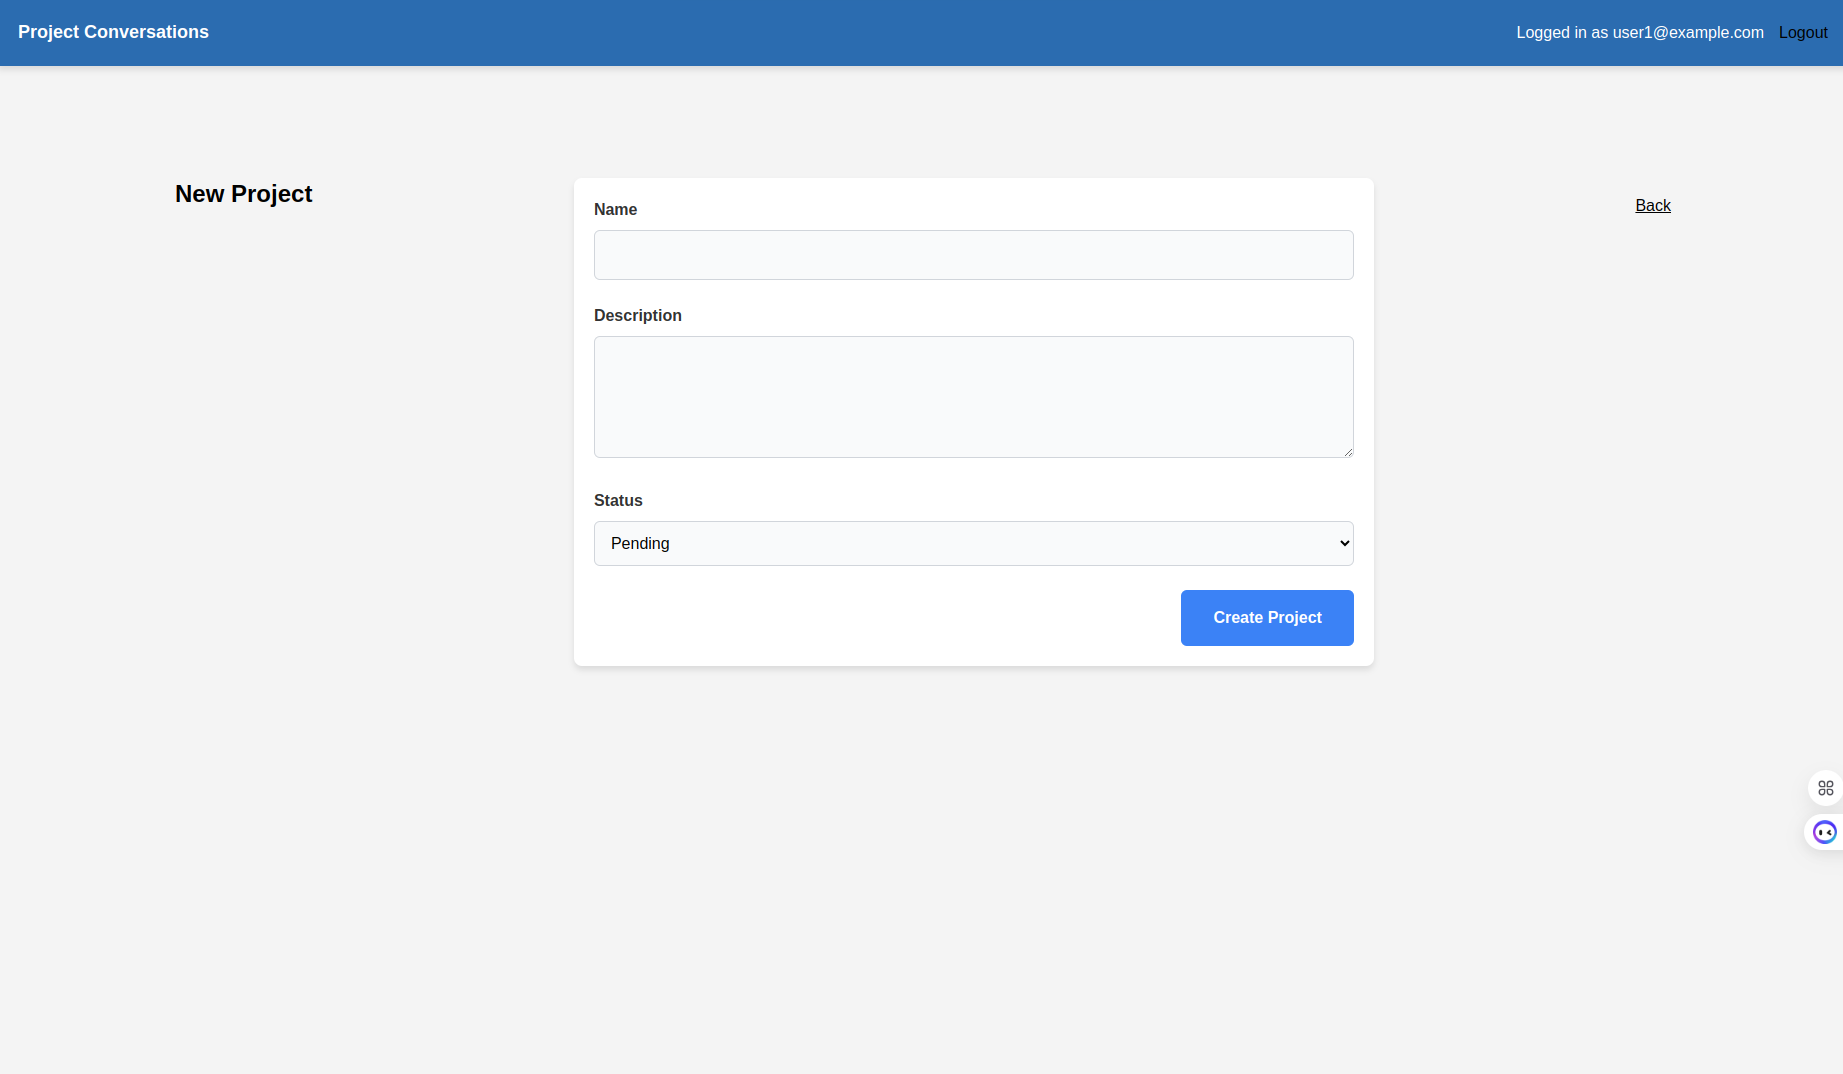 Project Conversations
Logged in as user1@example.com Logout
New Project
Name
Back
Description
Status
Pending
Create Project